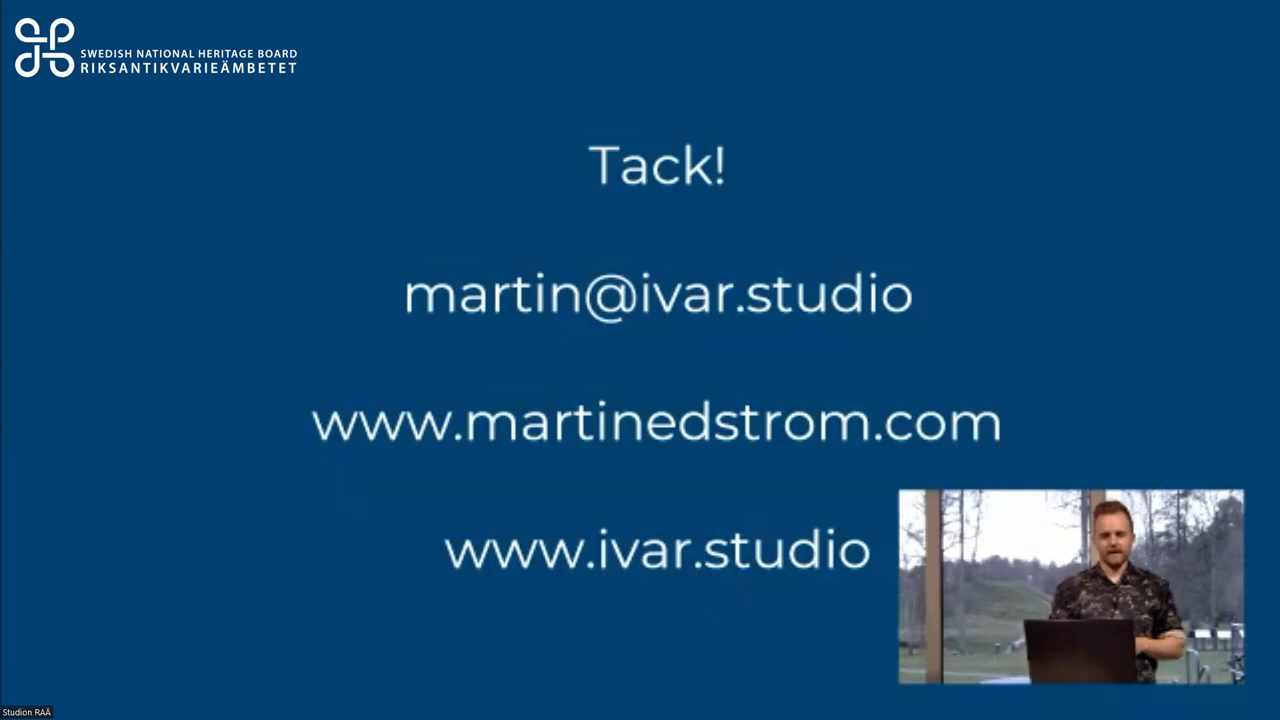 SWEDISH NATIONAL HERITAGE BOARD
RIKSANTIKVARIEÄMBETET
Tack!
martin@ivar.studio
www.martinedstrom.com
www.ivar.studio
Studion RAÄ